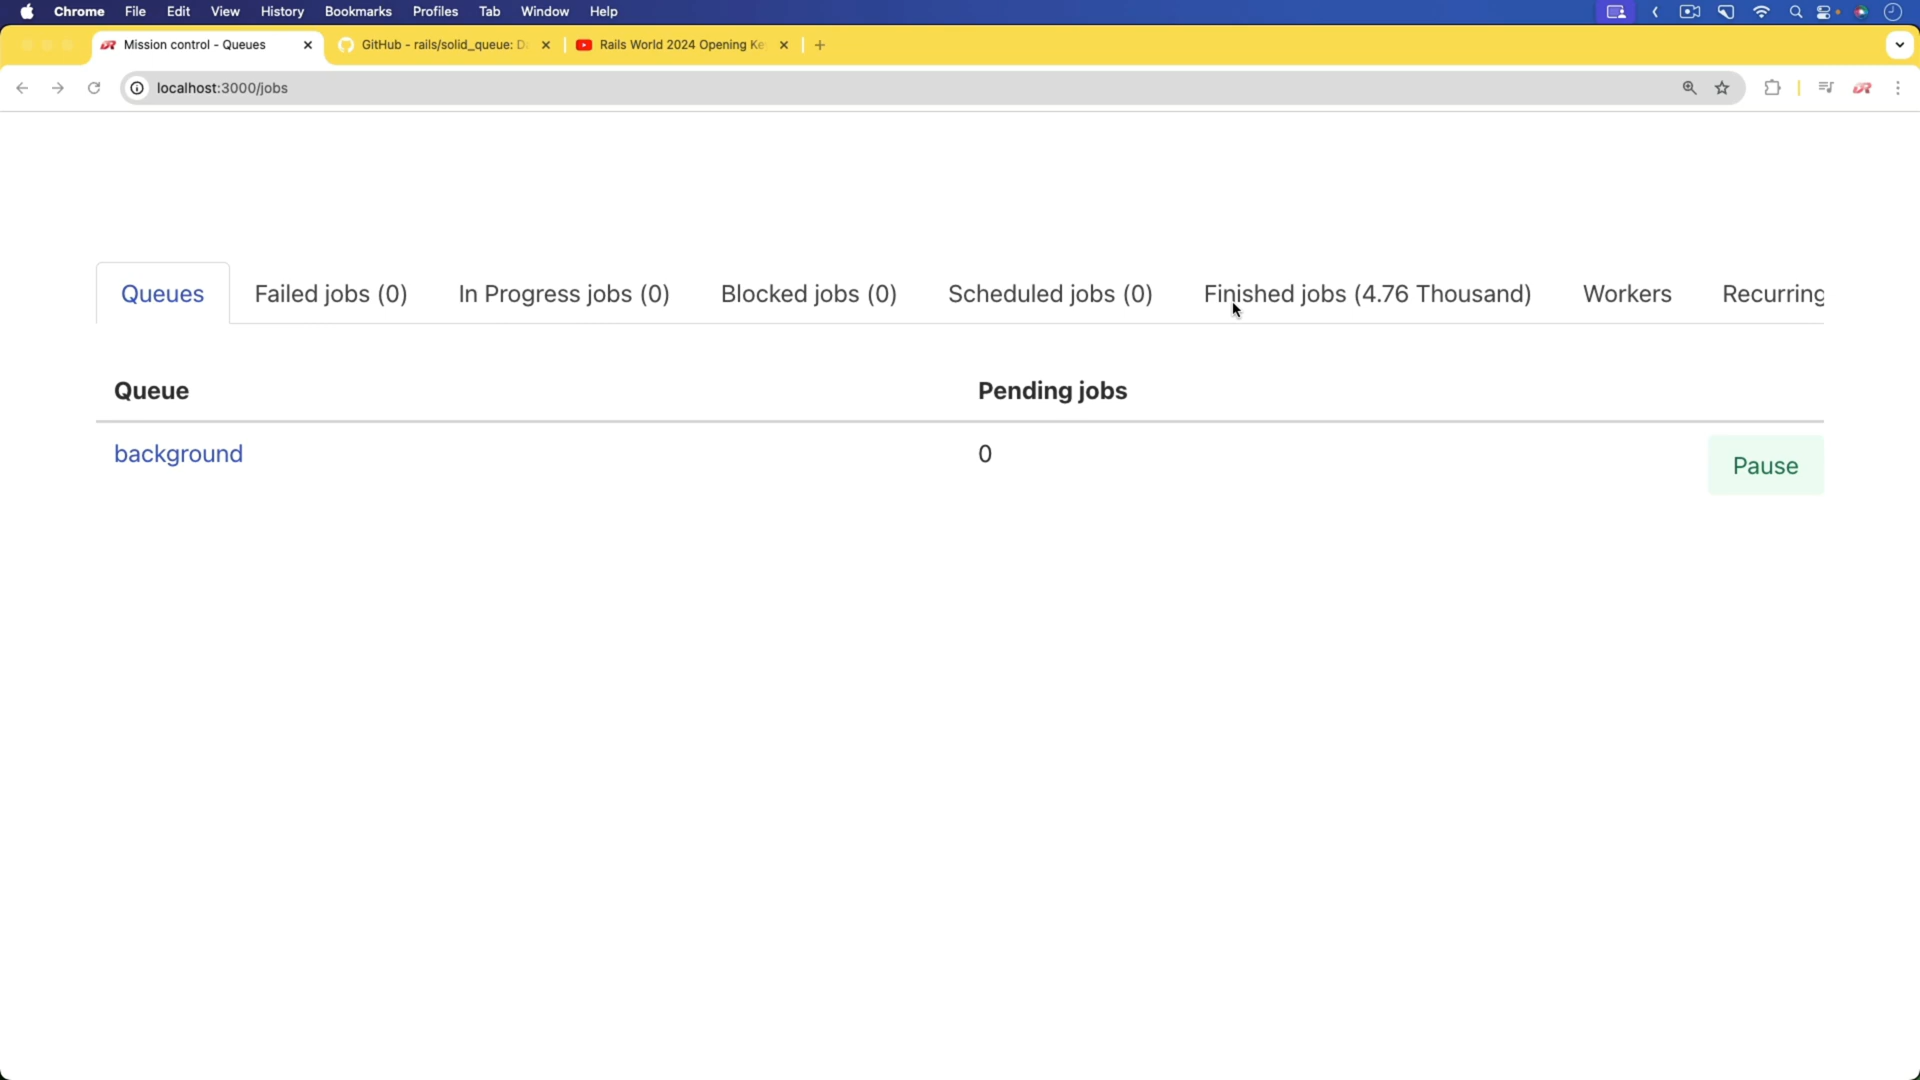 Chrome File Edit View History Bookmarks Profiles Tab Window Help
Mission control - Queues
GitHub - rails/solid_queue: D
Rails World 2024 Opening Ke
localhost:3000/jobs
Queues Failed jobs (0) In Progress jobs (0) Blocked jobs (0) Scheduled jobs (0) Finished jobs (4.76 Thousand) Workers Recurring
Queue Pending jobs
background 0 Pause